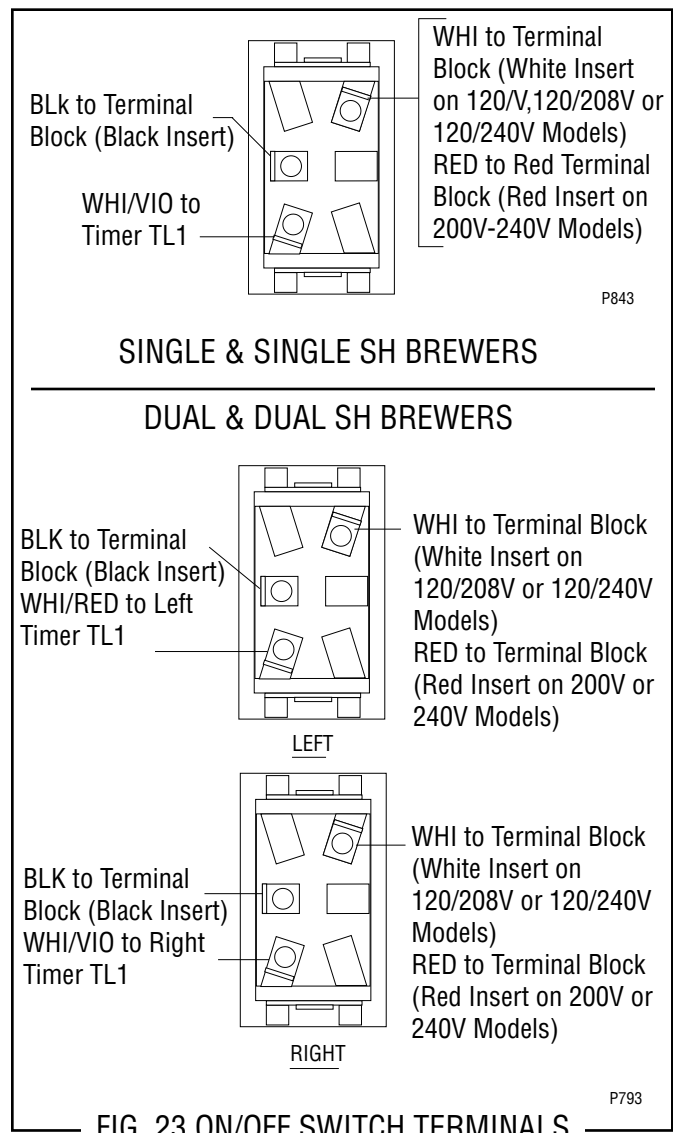 BLk to Terminal
Block (Black Insert)
WHI/VIO to
Timer TL1
WHI to Terminal
Block (White Insert
on 120/V,120/208V or
120/240V Models)
RED to Red Terminal
Block (Red Insert on
200V-240V Models)
P843
SINGLE & SINGLE SH BREWERS
DUAL & DUAL SH BREWERS
BLK to Terminal
Block (Black Insert)
WHI/RED to Left
Timer TL1
WHI to Terminal Block
(White Insert on
120/208V or 120/240V
Models)
RED to Terminal Block
(Red Insert on 200V or
240V Models)
LEFT
BLK to Terminal
Block (Black Insert)
WHI/VIO to Right
Timer TL1
WHI to Terminal Block
(White Insert on
120/208V or 120/240V
Models)
RED to Terminal Block
(Red Insert on 200V or
240V Models)
RIGHT
P793
FIG. 23 ON/OFF SWITCH TERMINALS